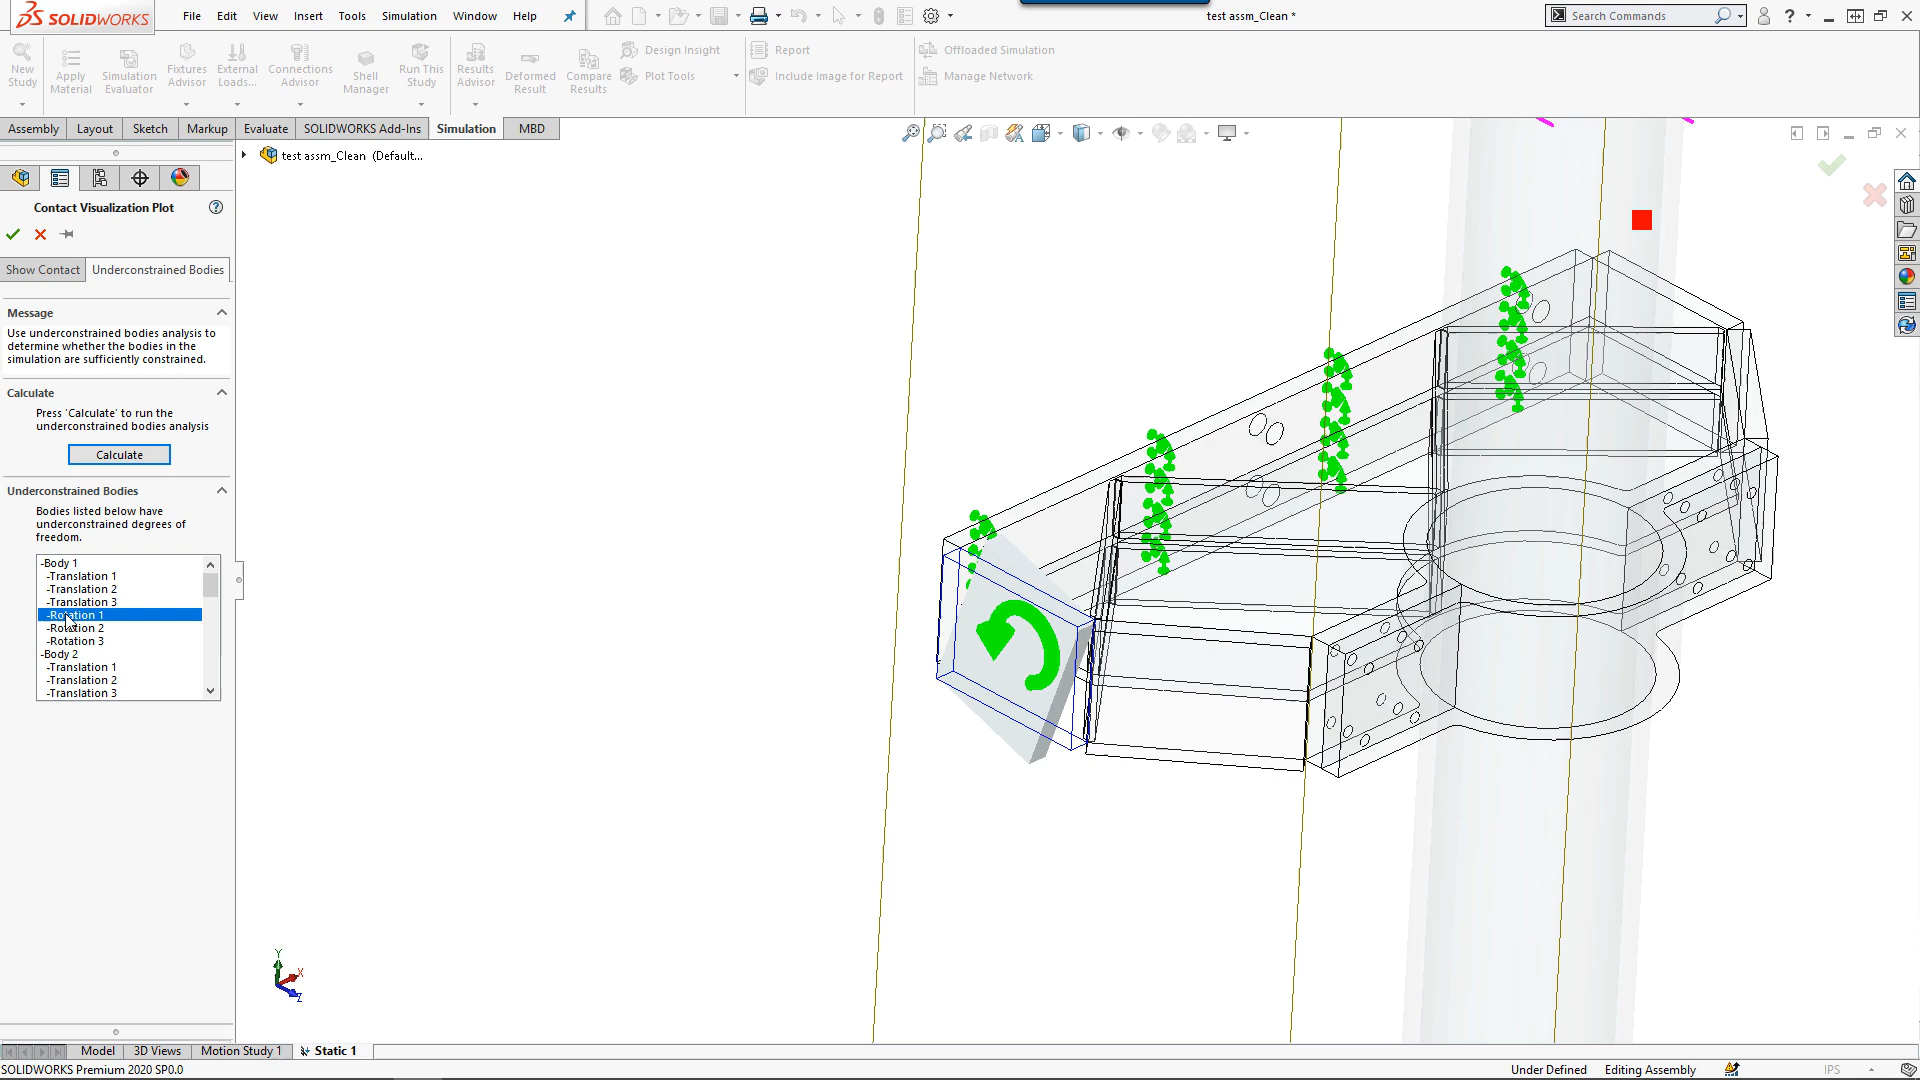 SOLIDWORKS
File Edit View Insert Tools Simulation Window Help
test assm_Clean *
Search Commands
New Study
Apply Material
Simulation Evaluator
Fixtures Advisor
External Loads...
Connections Advisor
Shell Manager
Run This Study
Results Advisor
Deformed Result
Compare Results
Design Insight
Plot Tools
Report
Include Image for Report
Offloaded Simulation
Manage Network
Assembly Layout Sketch Markup Evaluate SOLIDWORKS Add-Ins Simulation MBD
test assm_Clean (Default...
Contact Visualization Plot
Show Contact Underconstrained Bodies
Message
Use underconstrained bodies analysis to
determine whether the bodies in the
simulation are sufficiently constrained.
Calculate
Press 'Calculate' to run the
underconstrained bodies analysis
Calculate
Underconstrained Bodies
Bodies listed below have
underconstrained degrees of
freedom.
-Body 1
-Translation 1
-Translation 2
-Translation 3
-Rotation 1
-Rotation 2
-Rotation 3
-Body 2
-Translation 1
-Translation 2
-Translation 3
Y
X
Z
Model 3D Views Motion Study 1 Static 1
SOLIDWORKS Premium 2020 SP0.0
Under Defined Editing Assembly IPS